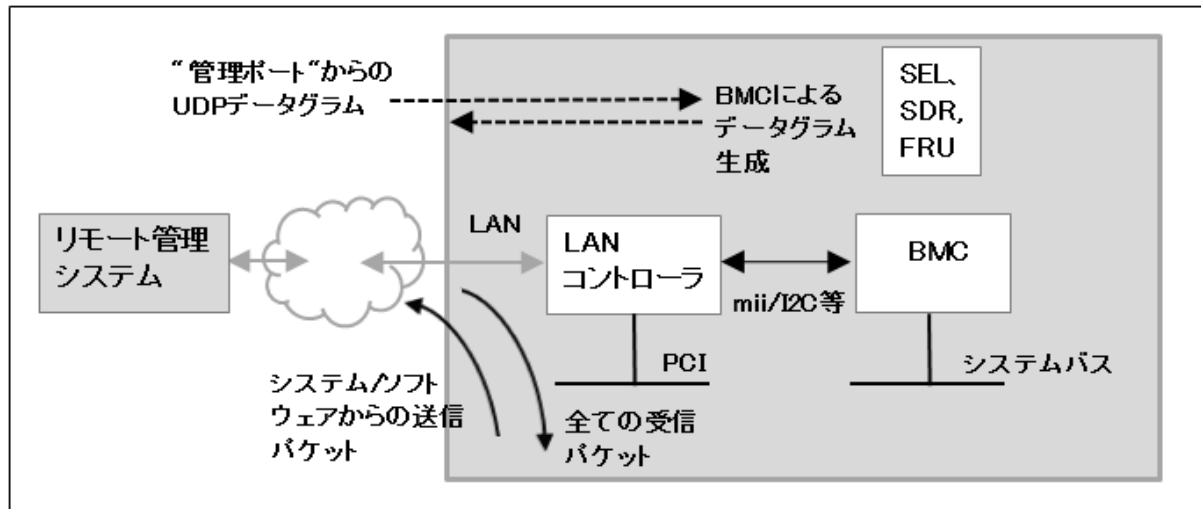 “管理ポート“からの
UDPデータグラム
BMCによる
データグラム
生成
SEL、
SDR,
FRU
リモート管理
システム
LAN
LAN
コントローラ
mii/I2C等
BMC
PCI
システムバス
システム/ソフト
ウェアからの送信
パケット
全ての受信
パケット